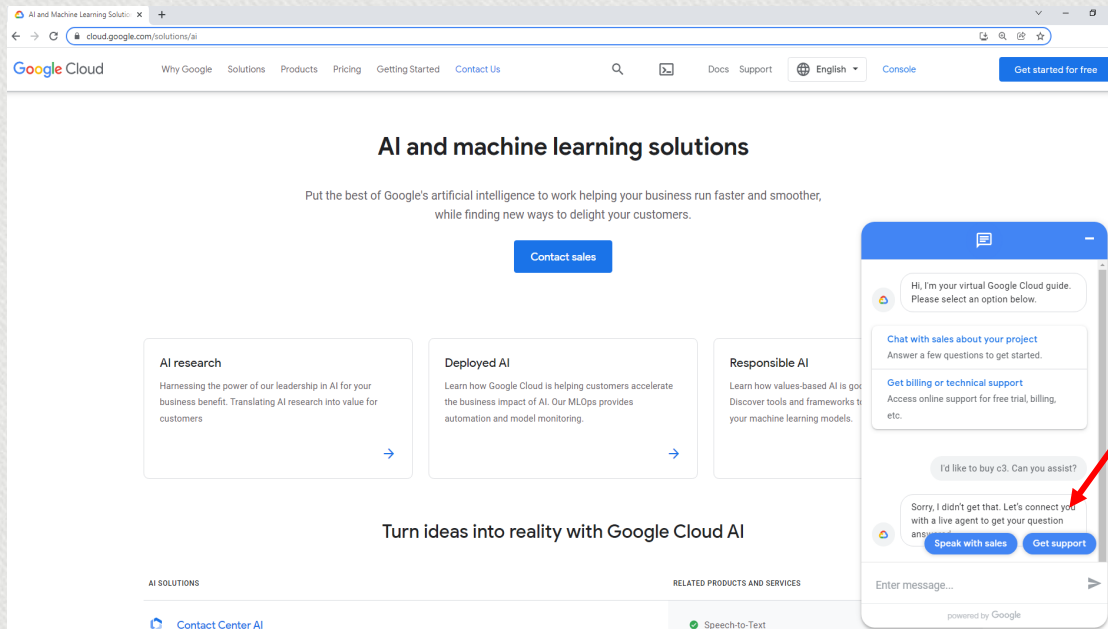 AI and Machine Learning Solutio
cloud.google.com/solutions/ai
Google Cloud
Why Google Solutions Products Pricing Getting Started Contact Us
Docs Support English Console Get started for free
AI and machine learning solutions
Put the best of Google's artificial intelligence to work helping your business run faster and smoother,
while finding new ways to delight your customers.
Contact sales
AI research
Harnessing the power of our leadership in AI for your
business benefit. Translating AI research into value for
customers
Deployed AI
Learn how Google Cloud is helping customers accelerate
the business impact of AI. Our MLOps provides
automation and model monitoring.
Responsible AI
Learn how values-based AI is
Discover tools and frameworks
your machine learning models.
Turn ideas into reality with Google Cloud AI
AI SOLUTIONS
Contact Center AI
RELATED PRODUCTS AND SERVICES
Speech-to-Text
Hi, I'm your virtual Google Cloud guide.
Please select an option below.
Chat with sales about your project
Answer a few questions to get started.
Get billing or technical support
Access online support for free trial, billing,
etc.
I'd like to buy c3. Can you assist?
Sorry, I didn't get that. Let's connect you
with a live agent to get your question
Speak with sales Get support
Enter message...
powered by Google